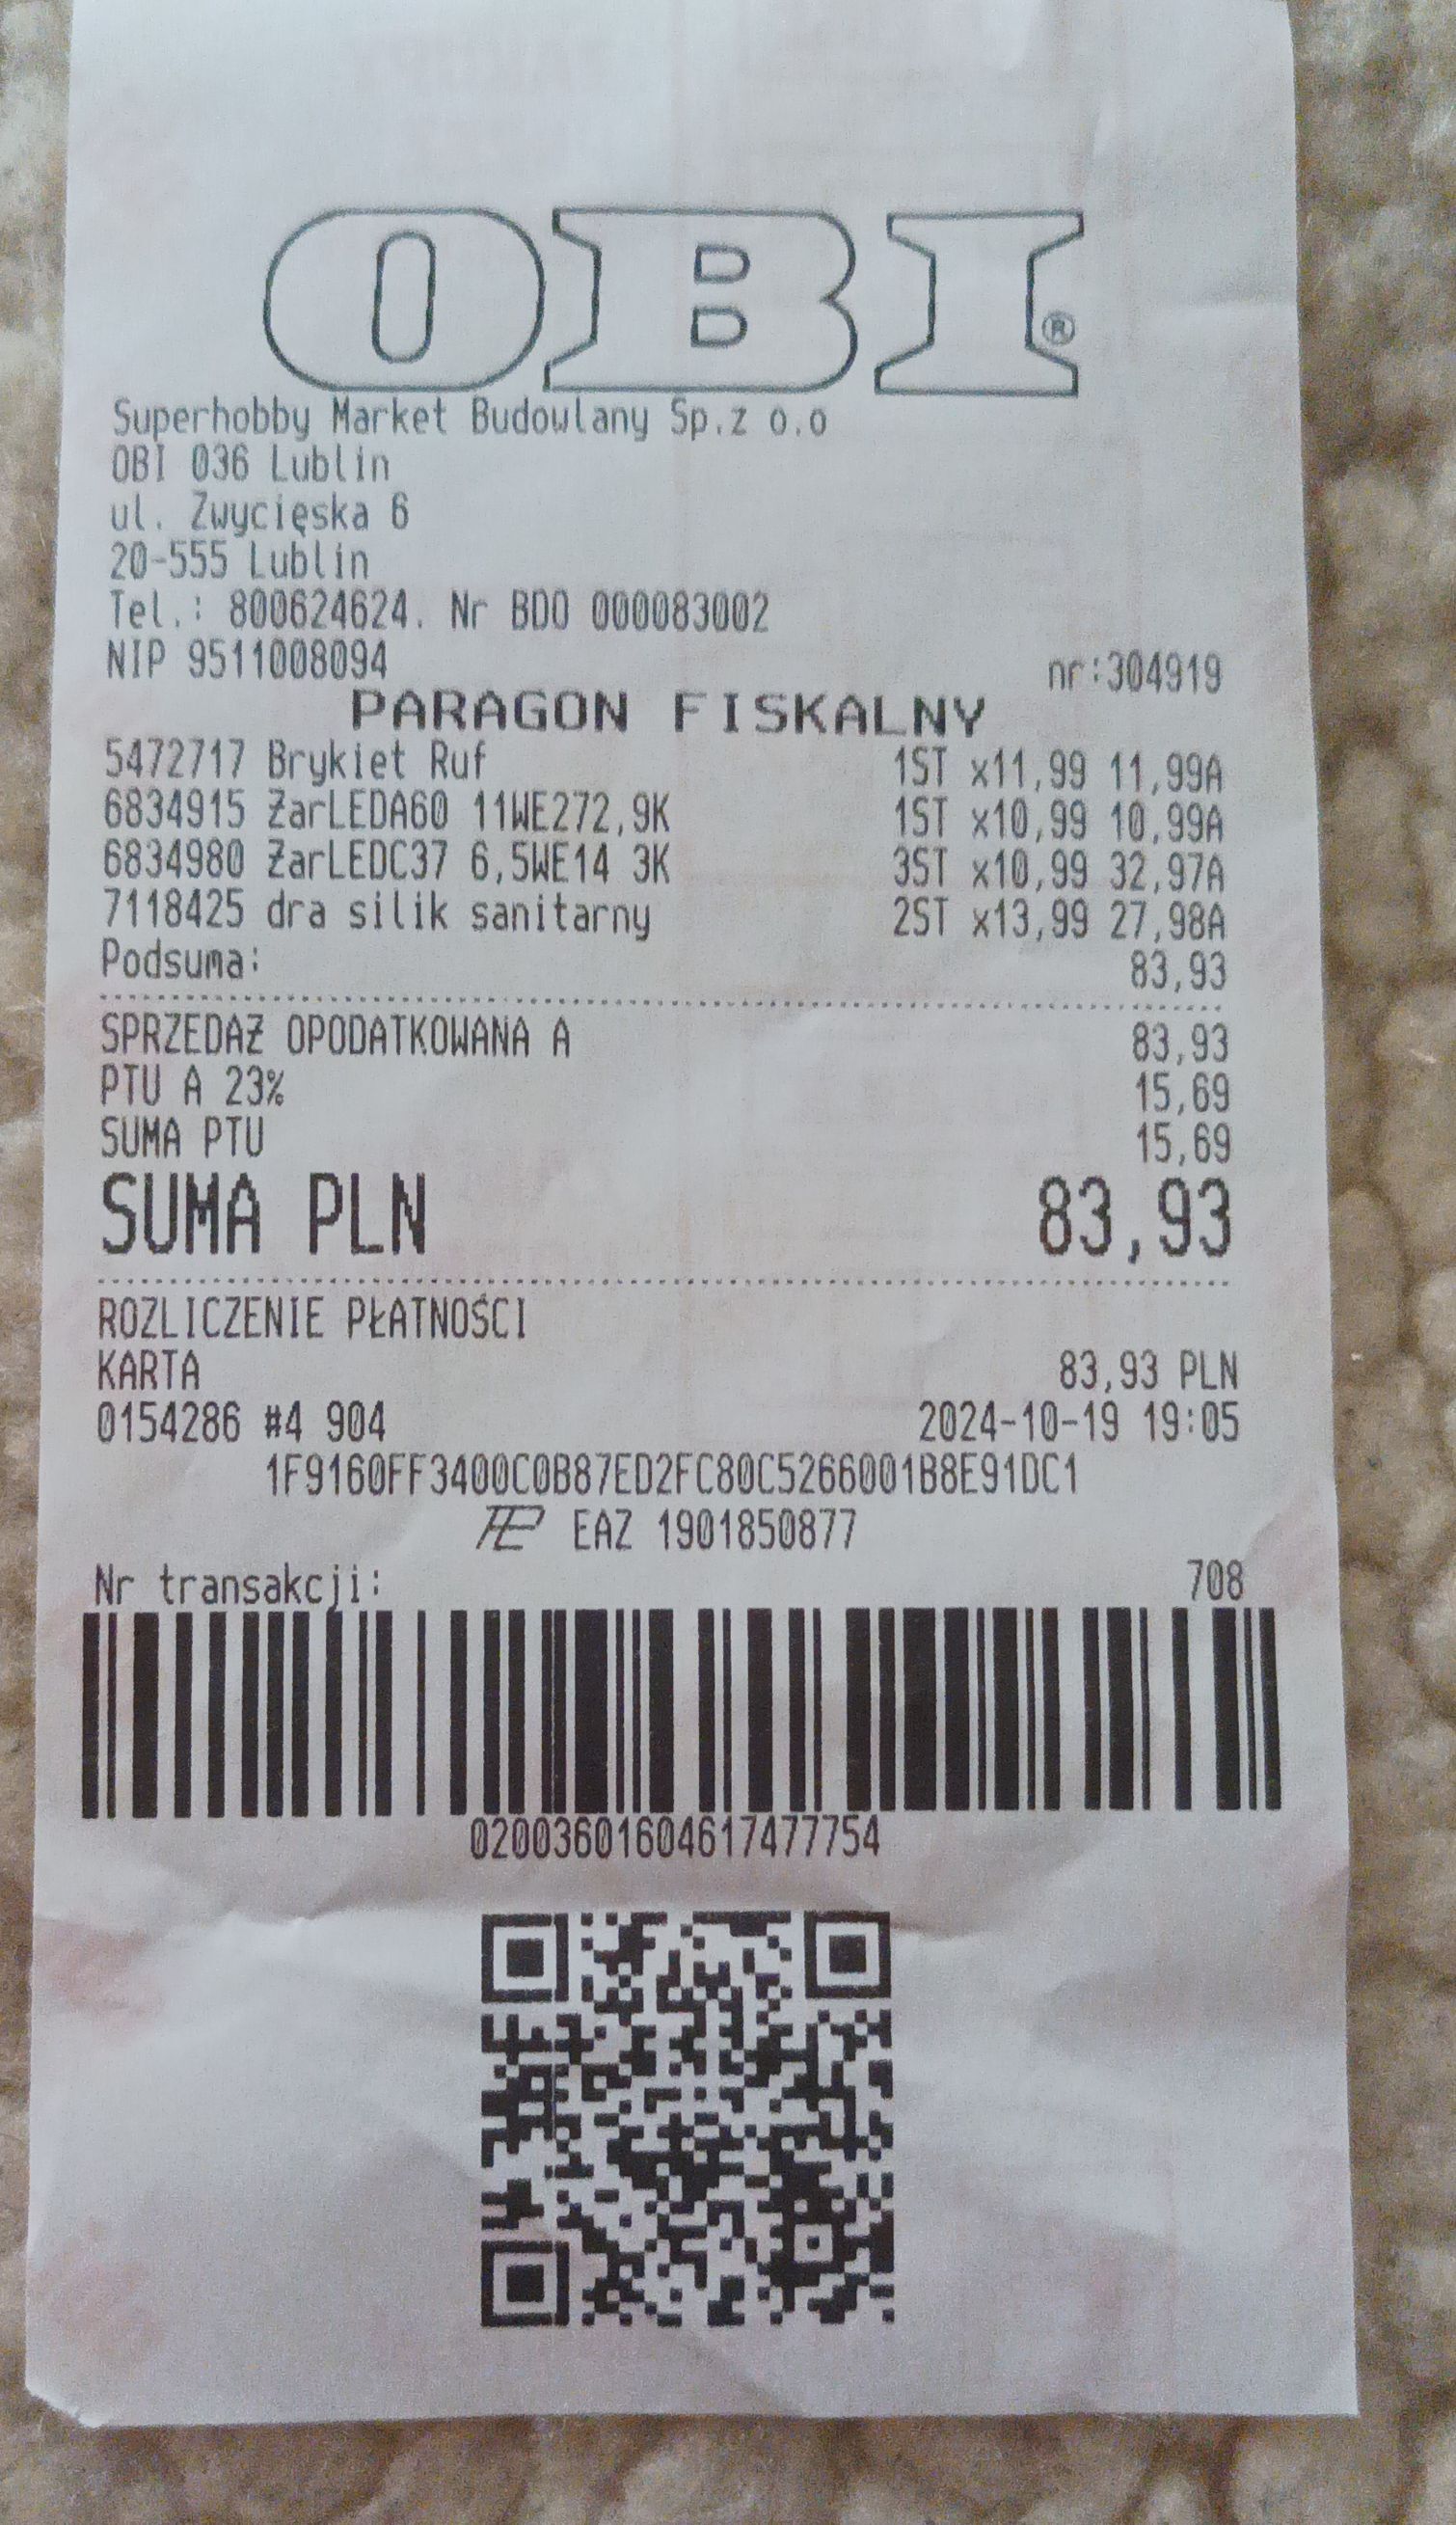 OBI®
Superhobby Market Budowlany Sp.z o.o
OBI 036 Lublin
ul. Zwycięska 6
20-555 Lublin
Tel.: 800624624. Nr BDO 000083002
NIP 9511008094 nr:304919
PARAGON FISKALNY
5472717 Brykiet Ruf 1ST x11,99 11,99A
6834915 ŻarLEDA60 11WE272,9K 1ST x10,99 10,99A
6834980 ŻarLEDC37 6,5WE14 3K 3ST x10,99 32,97A
7118425 dra silik sanitarny 2ST x13,99 27,98A
Podsuma: 83,93
SPRZEDAŻ OPODATKOWANA A 83,93
PTU A 23% 15,69
SUMA PTU 15,69
SUMA PLN 83,93
ROZLICZENIE PŁATNOŚCI
KARTA 83,93 PLN
0154286 #4 904 2024-10-19 19:05
1F9160FF3400C0B87ED2FC80C5266001B8E91DC1
EAZ 1901850877
Nr transakcji: 708
02003601604617477754